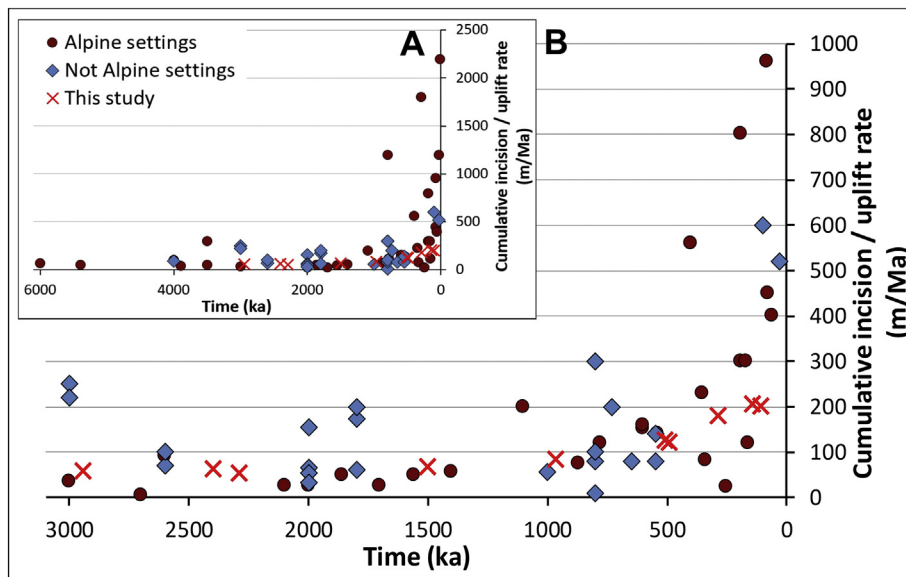 Alpine settings
Not Alpine settings
This study
A
2500
2000
1500
1000
500
0
Cumulative incision / uplift rate
(m/Ma)
6000 4000 2000 0
Time (ka)
B
1000
900
800
700
600
500
400
300
200
100
0
Cumulative incision / uplift rate
(m/Ma)
3000 2500 2000 1500 1000 500 0
Time (ka)